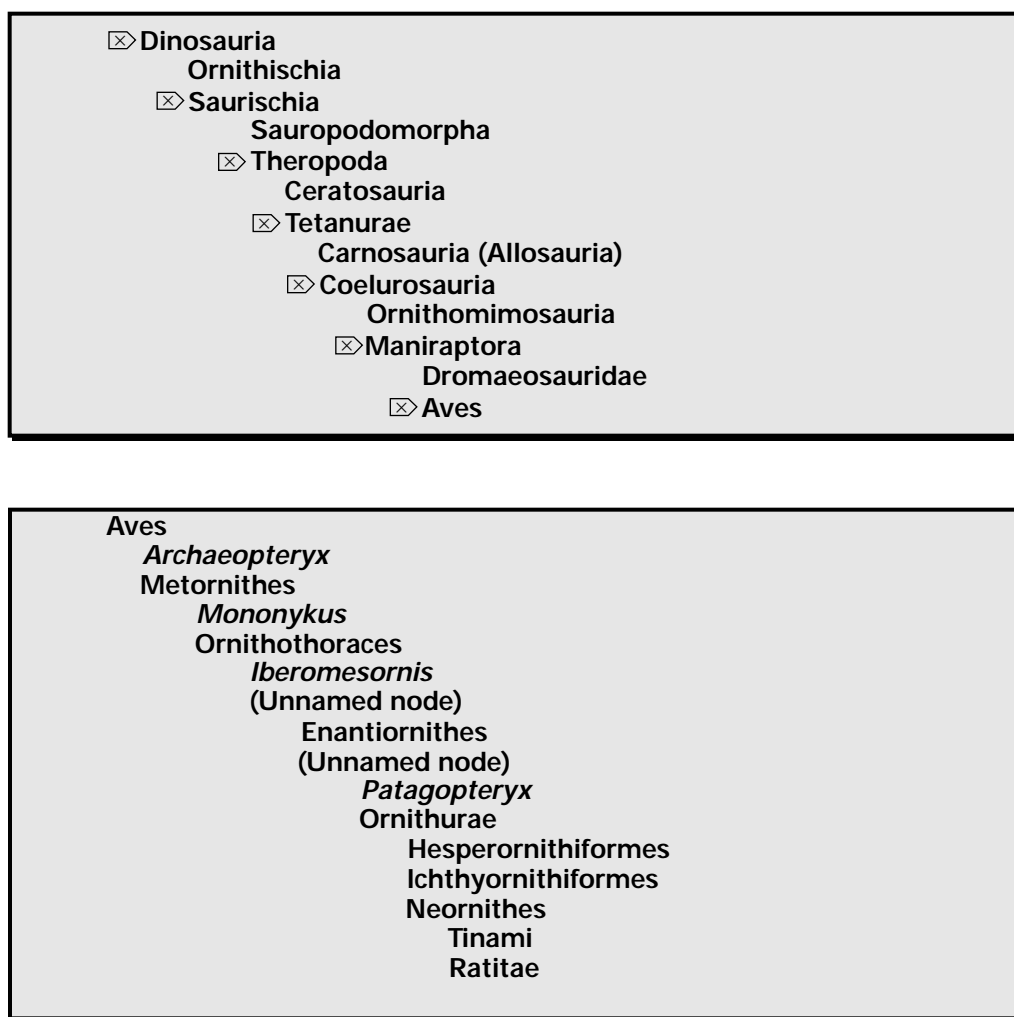 Dinosauria
Ornithischia
Saurischia
Sauropodomorpha
Theropoda
Ceratosauria
Tetanurae
Carnosauria (Allosauria)
Coelurosauria
Ornithomimosauria
Maniraptora
Dromaeosauridae
Aves
Aves
Archaeopteryx
Metornithes
Mononykus
Ornithothoraces
Iberomesornis
(Unnamed node)
Enantiornithes
(Unnamed node)
Patagopteryx
Ornithurae
Hesperornithiformes
Ichthyornithiformes
Neornithes
Tinami
Ratitae